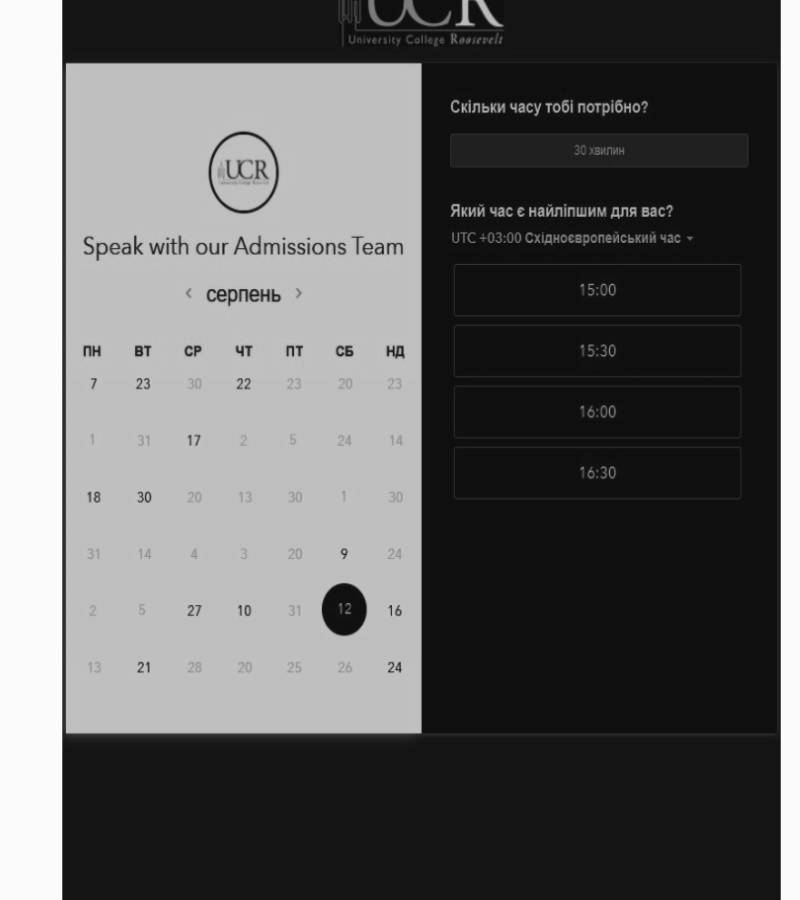 UCR
University College Roosevelt
UCR
Speak with our Admissions Team
‹ серпень ›
ПН ВТ СР ЧТ ПТ СБ НД
7 23 30 22 23 20 23
1 31 17 2 5 24 14
18 30 20 13 30 1 30
31 14 4 3 20 9 24
2 5 27 10 31 12 16
13 21 28 20 25 26 24
Скільки часу тобі потрібно?
30 хвилин
Який час є найліпшим для вас?
UTC +03:00 Східноєвропейський час
15:00
15:30
16:00
16:30